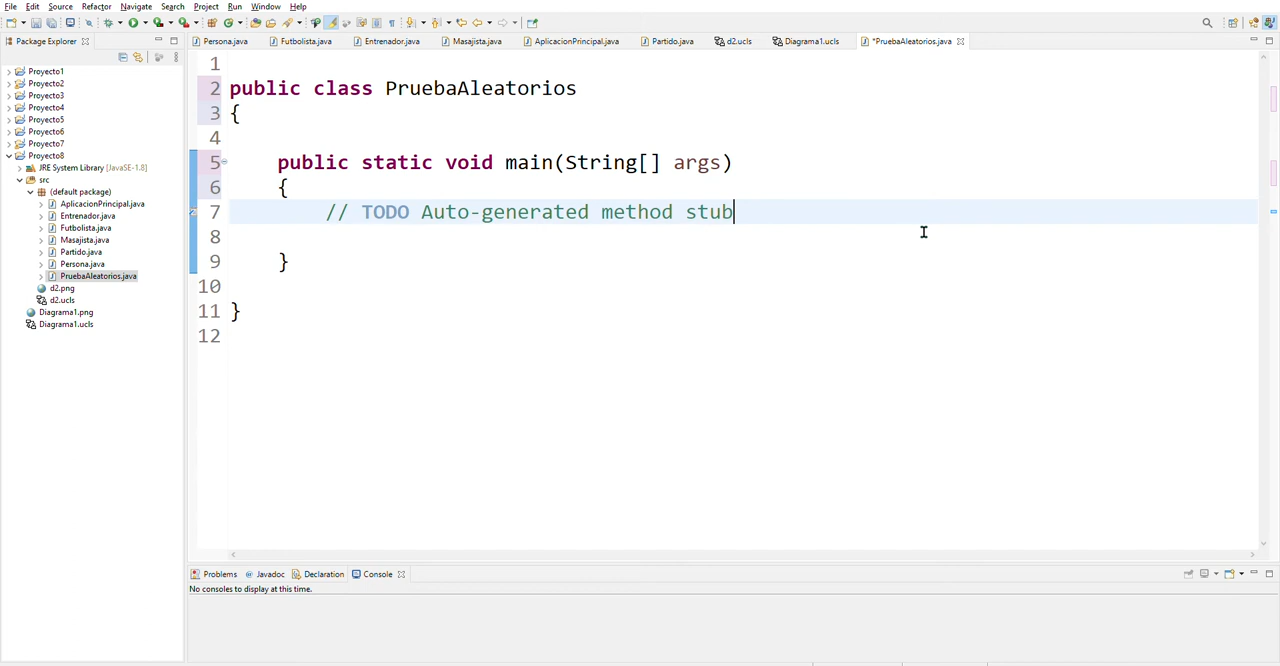 File Edit Source Refactor Navigate Search Project Run Window Help
Package Explorer
Persona.java Futbolista.java Entrenador.java Masajista.java AplicacionPrincipal.java Partido.java d2.ucls Diagrama1.ucls *PruebaAleatorios.java
Proyecto1
Proyecto2
Proyecto3
Proyecto4
Proyecto5
Proyecto6
Proyecto7
Proyecto8
JRE System Library [JavaSE-1.8]
src
(default package)
AplicacionPrincipal.java
Entrenador.java
Futbolista.java
Masajista.java
Partido.java
Persona.java
PruebaAleatorios.java
d2.png
d2.ucls
Diagrama1.png
Diagrama1.ucls
1
2 public class PruebaAleatorios
3 {
4
5 public static void main(String[] args)
6 {
7 // TODO Auto-generated method stub
8
9 }
10
11 }
12
Problems Javadoc Declaration Console
No consoles to display at this time.